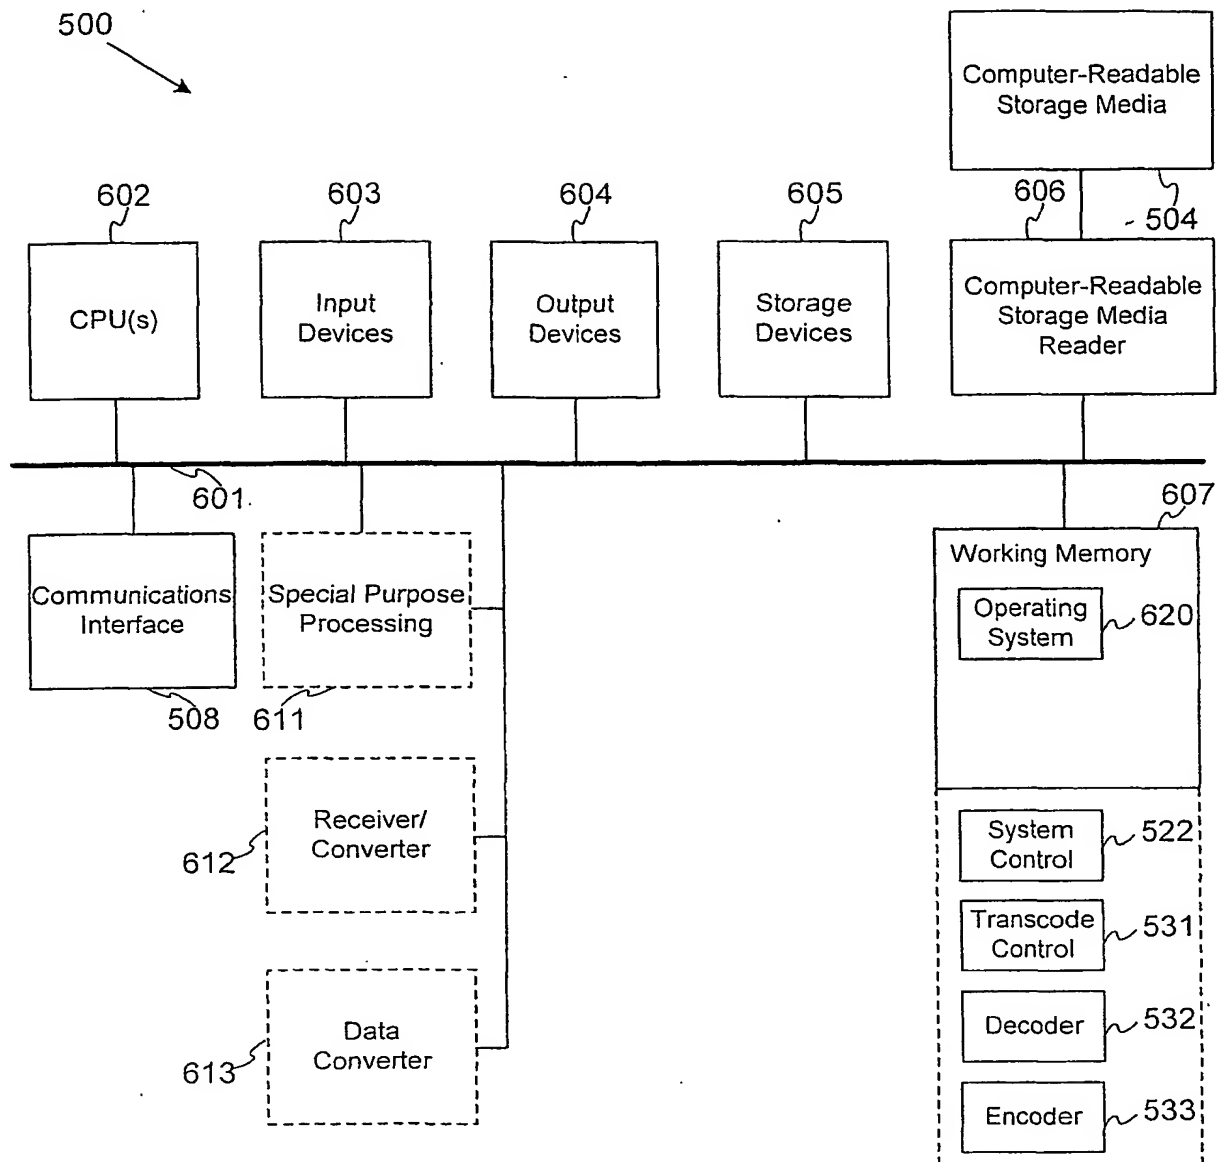 500
Computer-Readable
Storage Media
504
602
603
604
605
606
CPU(s)
Input
Devices
Output
Devices
Storage
Devices
Computer-Readable
Storage Media
Reader
601
607
Communications
Interface
508
Special Purpose
Processing
611
Working Memory
Operating
System
620
Receiver/
Converter
612
System
Control
522
Transcode
Control
531
Data
Converter
613
Decoder
532
Encoder
533